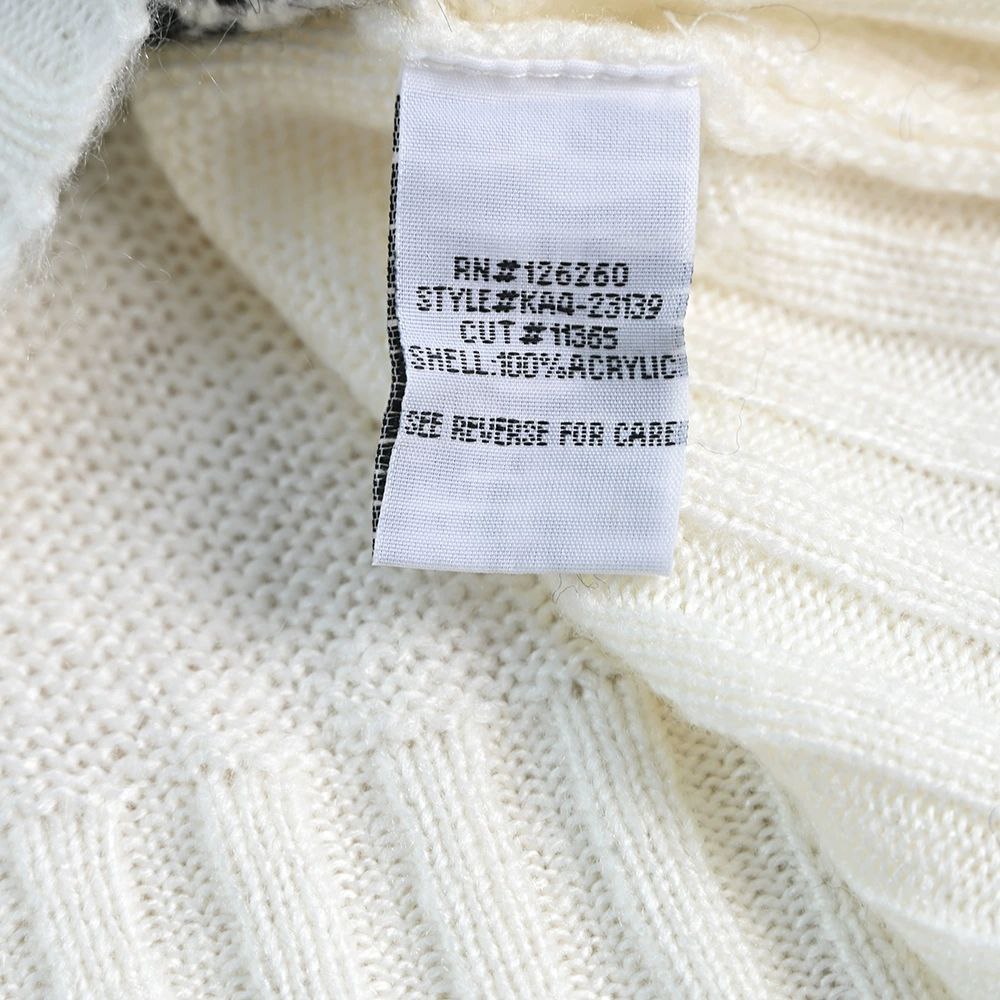 RN#126260
STYLE#KAQ-23139
CUT#11365
SHELL:100%ACRYLIC
SEE REVERSE FOR CARE